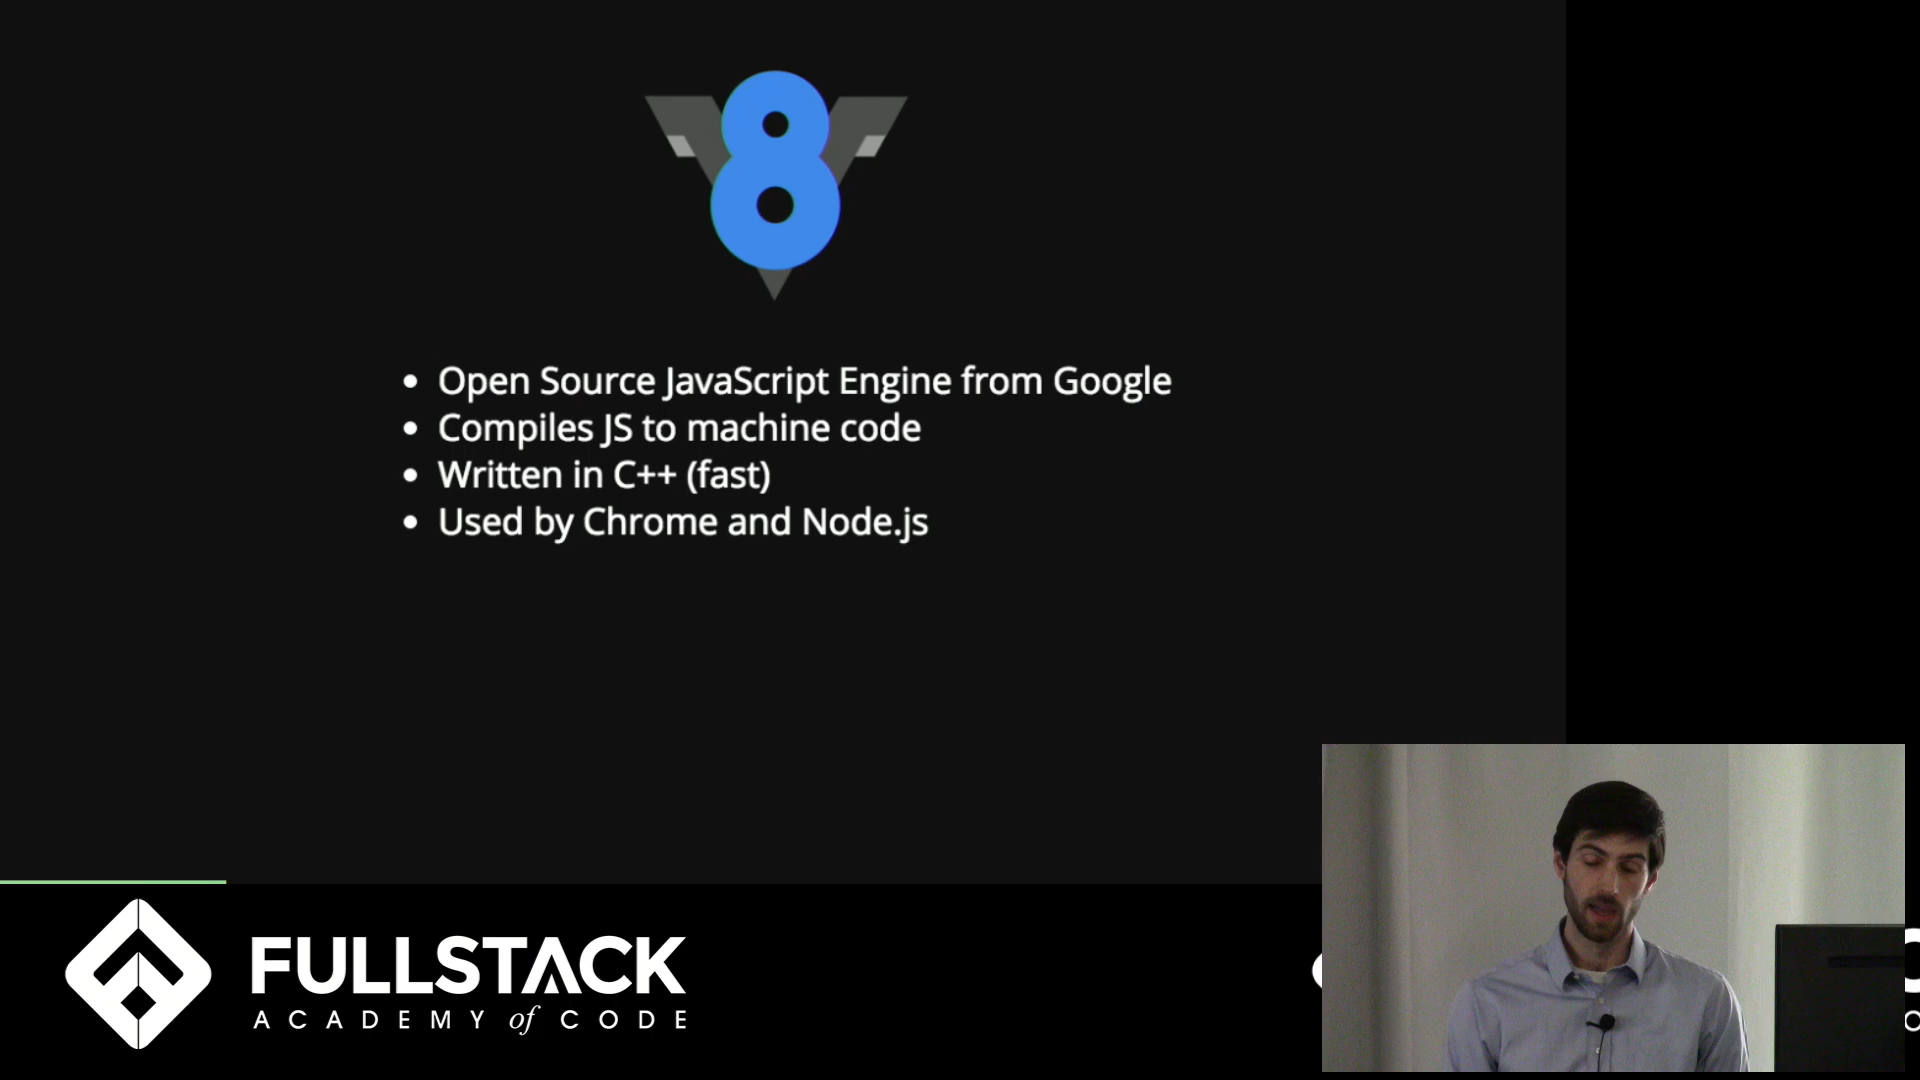 8
Open Source JavaScript Engine from Google
Compiles JS to machine code
Written in C++ (fast)
Used by Chrome and Node.js
FULLSTACK
ACADEMY of CODE